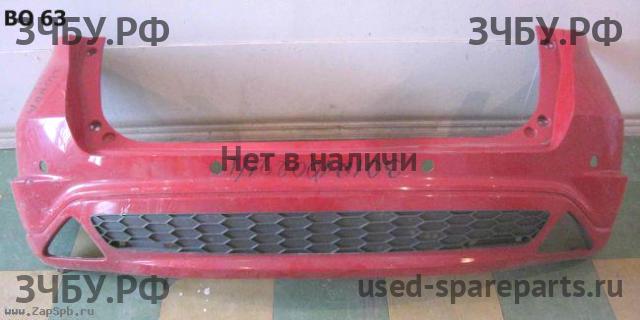 BO 63
ЗЧБУ.РФ
ЗЧБУ.РФ
Нет в наличи
ЗЧБУ.РФ
used-spareparts.ru
www.ZapSpb.ru